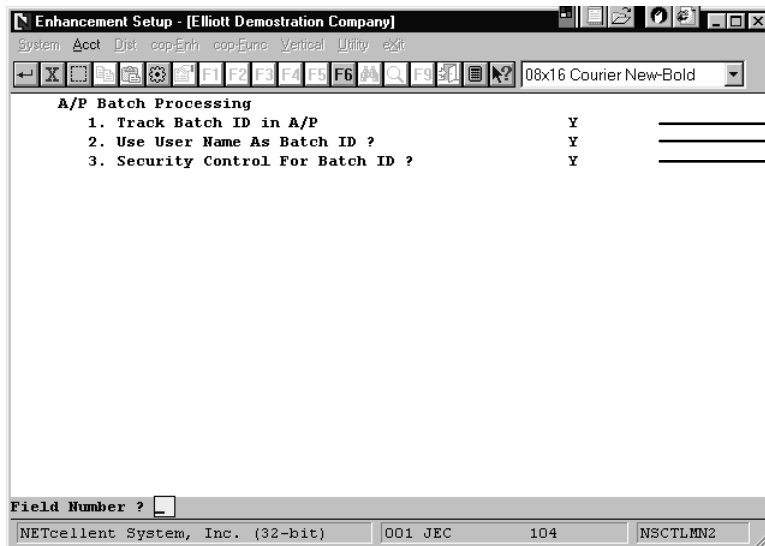 Enhancement Setup - [Elliott Demostration Company]
System Acct Dist cop-Enh cop-Func Vertical Utility eXit
F1 F2 F3 F4 F5 F6 F9 08x16 Courier New-Bold
A/P Batch Processing
1. Track Batch ID in A/P Y
2. Use User Name As Batch ID ? Y
3. Security Control For Batch ID ? Y
Field Number ? _
NETcellent System, Inc. (32-bit) 001 JEC 104 NSCTLMN2